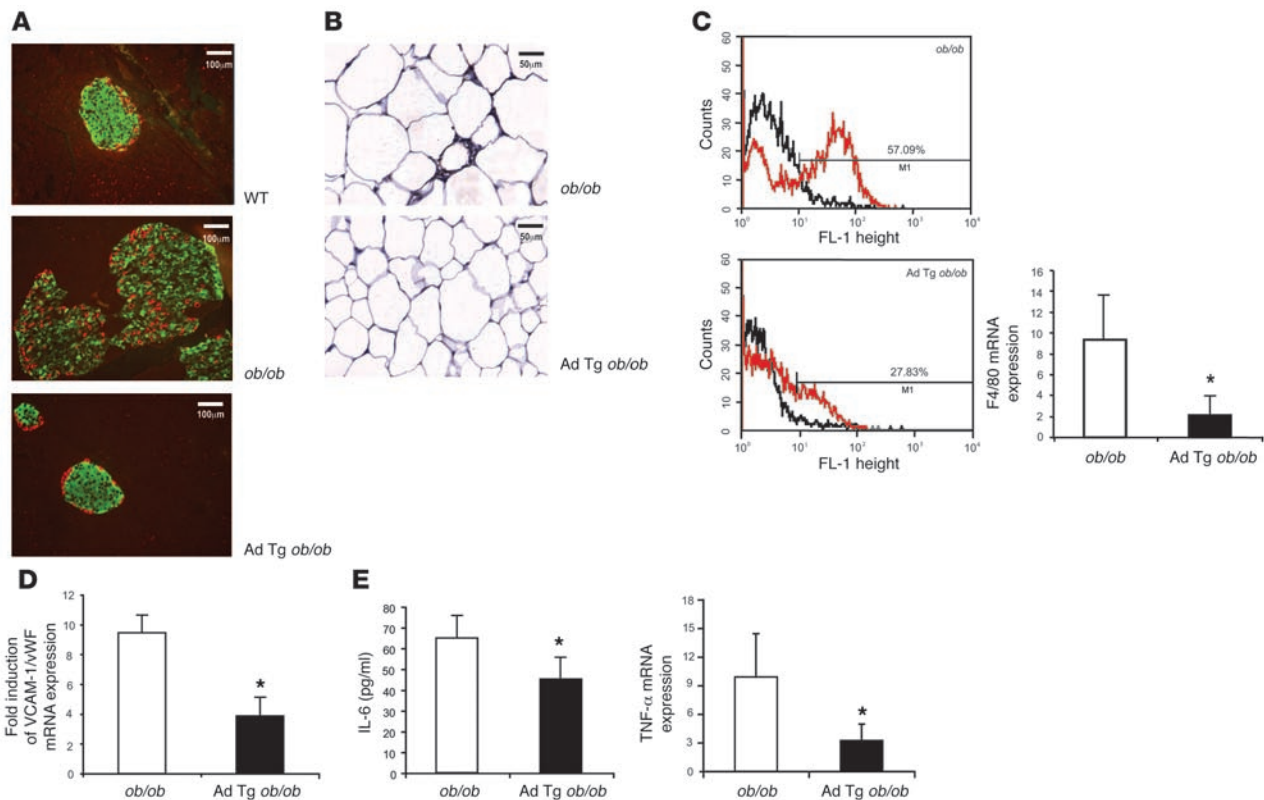 A
100μm
WT
100μm
ob/ob
100μm
Ad Tg ob/ob
B
50μm
ob/ob
50μm
Ad Tg ob/ob
C
60
50
40
30
20
10
0
Counts
ob/ob
57.09%
M1
10⁰ 10¹ 10² 10³ 10⁴
FL-1 height
60
50
40
30
20
10
0
Counts
Ad Tg ob/ob
27.83%
M1
10⁰ 10¹ 10² 10³ 10⁴
FL-1 height
F4/80 mRNA
expression
16
14
12
10
8
6
4
2
0
*
ob/ob Ad Tg ob/ob
D
Fold induction
of VCAM-1/vWF
mRNA expression
12
10
8
6
4
2
0
*
ob/ob Ad Tg ob/ob
E
IL-6 (pg/ml)
80
70
60
50
40
30
20
10
0
*
ob/ob Ad Tg ob/ob
TNF-α mRNA
expression
18
15
12
9
6
3
0
*
ob/ob Ad Tg ob/ob